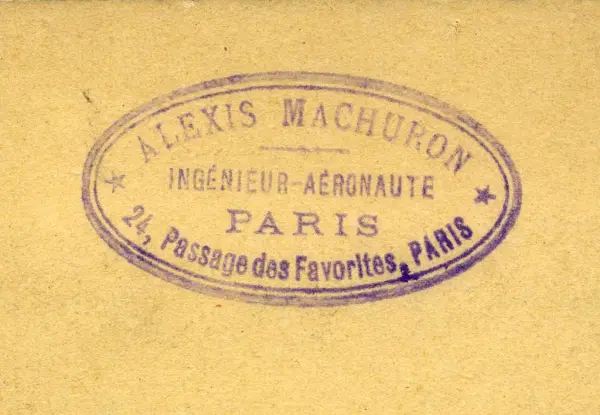 ALEXIS MACHURON
INGÉNIEUR-AÉRONAUTE
PARIS
24, Passage des Favorites, PARIS